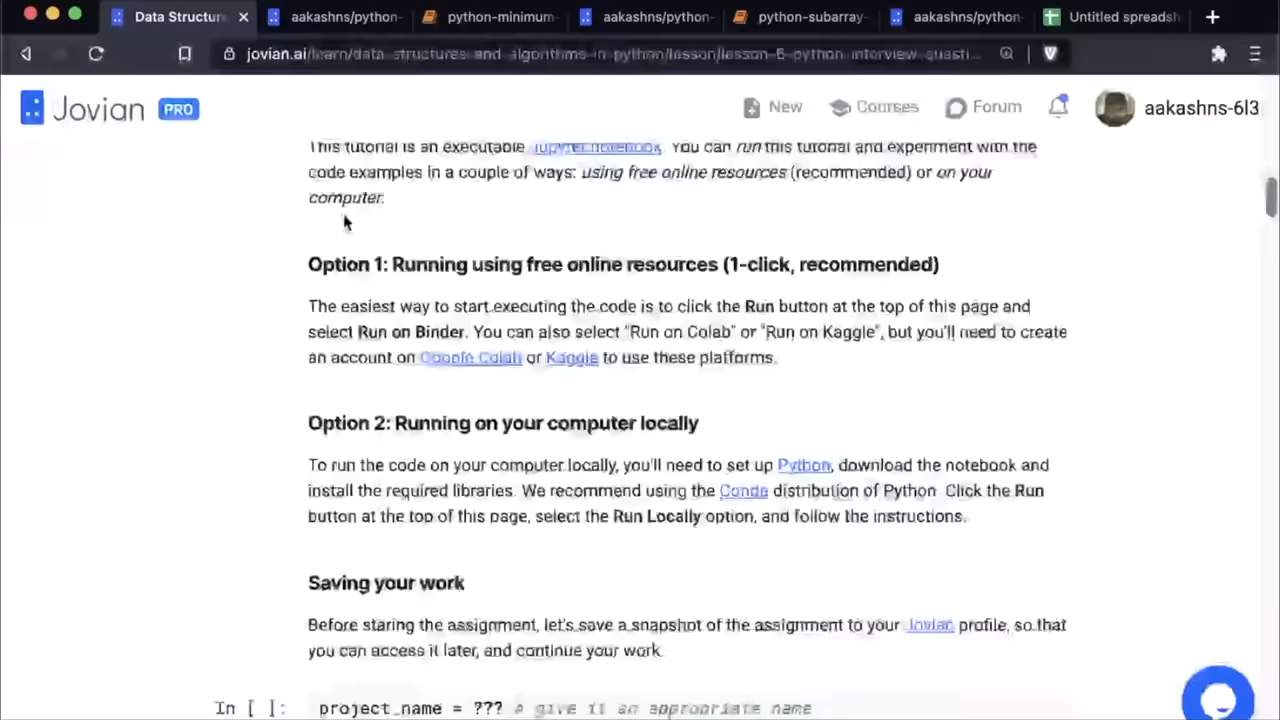 Data Structur
aakashns/python-
python-minimum-
aakashns/python-
python-subarray-
aakashns/python-
Untitled spreadsh
jovian.ai/learn/data-structures-and-algorithms-in-python/lesson/lesson-6-python-interview-questi...
Jovian PRO
New
Courses
Forum
aakashns-6l3
This tutorial is an executable Jupyter notebook. You can run this tutorial and experiment with the
code examples in a couple of ways: using free online resources (recommended) or on your
computer.
Option 1: Running using free online resources (1-click, recommended)
The easiest way to start executing the code is to click the Run button at the top of this page and
select Run on Binder. You can also select "Run on Colab" or "Run on Kaggle", but you'll need to create
an account on Google Colab or Kaggle to use these platforms.
Option 2: Running on your computer locally
To run the code on your computer locally, you'll need to set up Python, download the notebook and
install the required libraries. We recommend using the Conda distribution of Python. Click the Run
button at the top of this page, select the Run Locally option, and follow the instructions.
Saving your work
Before staring the assignment, let's save a snapshot of the assignment to your Jovian profile, so that
you can access it later, and continue your work.
In [ ]: project_name = ??? # give it an appropriate name